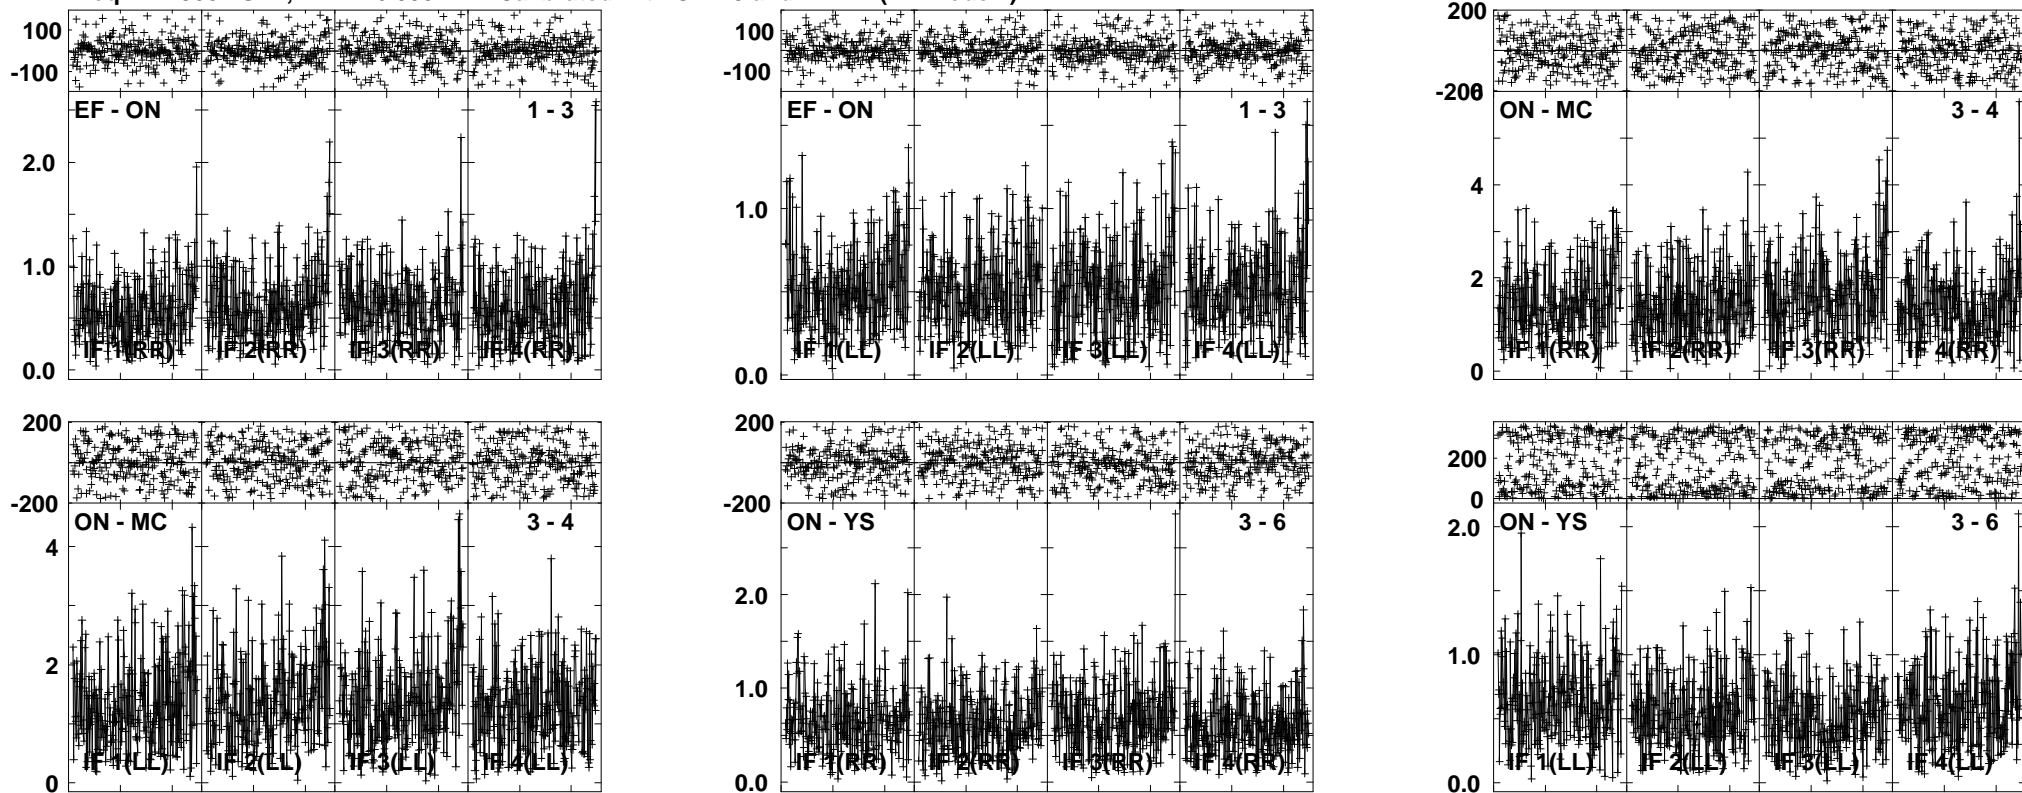 100
-100
EF - ON 1 - 3
2.0
1.0
0.0
IF 1(RR) IF 2(RR) IF 3(RR) IF 4(RR)
100
-100
EF - ON 1 - 3
1.0
0.0
IF 1(LL) IF 2(LL) IF 3(LL) IF 4(LL)
200
-200
6
ON - MC 3 - 4
4
2
0
IF 1(RR) IF 2(RR) IF 3(RR) IF 4(RR)
200
-200
ON - MC 3 - 4
4
2
0
IF 1(LL) IF 2(LL) IF 3(LL) IF 4(LL)
200
-200
ON - YS 3 - 6
2.0
1.0
0.0
IF 1(RR) IF 2(RR) IF 3(RR) IF 4(RR)
200
0
ON - YS 3 - 6
2.0
1.0
0.0
IF 1(LL) IF 2(LL) IF 3(LL) IF 4(LL)